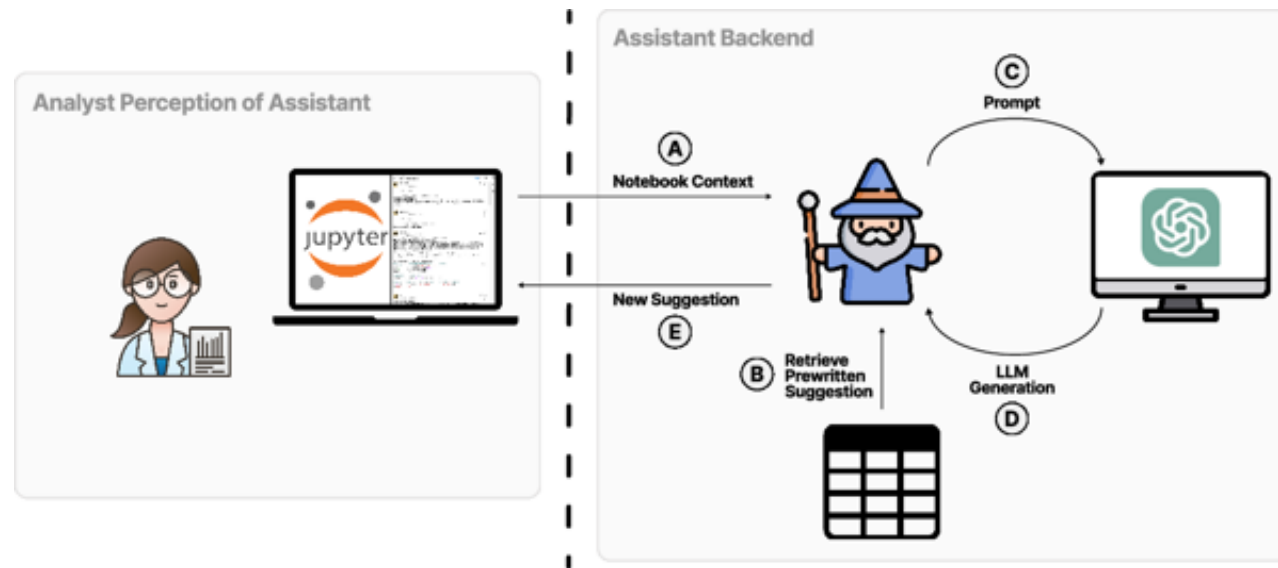 Assistant Backend
Analyst Perception of Assistant
C
Prompt
A
Notebook Context
jupyter
New Suggestion
E
B
Retrieve
Prewritten
Suggestion
LLM
Generation
D